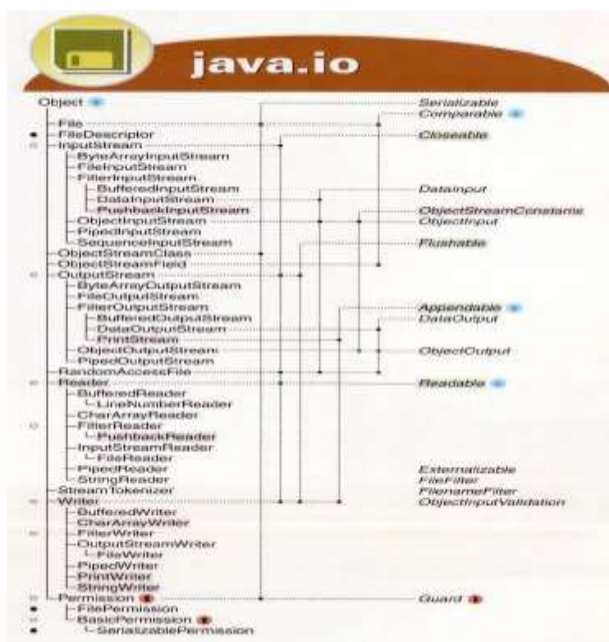 java.io
Object Serializable
Comparable
File
FileDescriptor Closeable
InputStream
ByteArrayInputStream
FileInputStream
FilterInputStream
BufferedInputStream DataInput
DataInputStream
PushbackInputStream ObjectStreamConstants
ObjectInputStream ObjectInput
PipedInputStream
SequenceInputStream Flushable
ObjectStreamClass
ObjectStreamField
OutputStream
ByteArrayOutputStream
FileOutputStream
FilterOutputStream Appendable
BufferedOutputStream DataOutput
DataOutputStream
PrintStream
ObjectOutputStream ObjectOutput
PipedOutputStream
RandomAccessFile
Reader Readable
BufferedReader
LineNumberReader
CharArrayReader
FilterReader
PushbackReader
InputStreamReader
FileReader
PipedReader Externalizable
StringReader FileFilter
StreamTokenizer FilenameFilter
Writer ObjectInputValidation
BufferedWriter
CharArrayWriter
FilterWriter
OutputStreamWriter
FileWriter
PipedWriter
PrintWriter
StringWriter
Permission Guard
FilePermission
BasicPermission
SerializablePermission